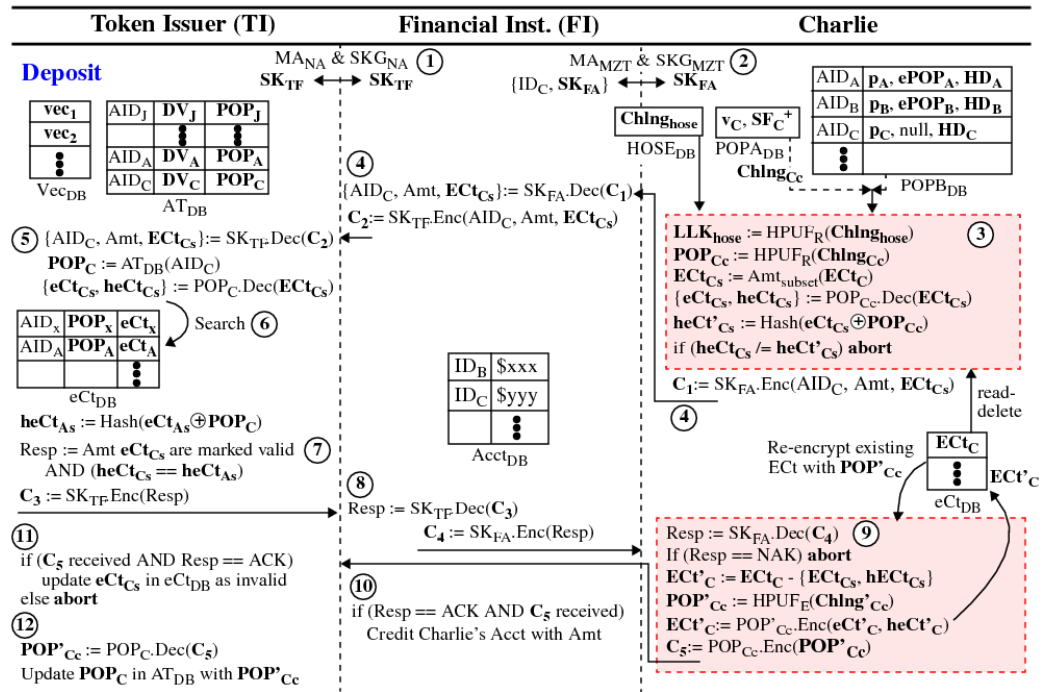 Token Issuer (TI)
Financial Inst. (FI)
Charlie
Deposit
MA_NA & SKG_NA
①
SK_TF ⟷ SK_TF
MA_MZT & SKG_MZT
②
{ID_C, SK_FA} ⟷ SK_FA
vec_1
vec_2
Vec_DB
AID_J DV_J POP_J
AID_A DV_A POP_A
AID_C DV_C POP_C
AT_DB
Chlng_hose
HOSE_DB
v_C, SF_C^+
POPA_DB
Chlng_Cc
AID_A p_A, ePOP_A, HD_A
AID_B p_B, ePOP_B, HD_B
AID_C p_C, null, HD_C
POPB_DB
③
LLK_hose := HPUF_R(Chlng_hose)
POP_Cc := HPUF_R(Chlng_Cc)
ECt_Cs := Amt_subset(ECt_C)
{eCt_Cs, heCt_Cs} := POP_Cc.Dec(ECt_Cs)
heCt'_Cs := Hash(eCt_Cs⊕POP_Cc)
if (heCt_Cs /= heCt'_Cs) abort
C_1:= SK_FA.Enc(AID_C, Amt, ECt_Cs)
④
read-
delete
④
{AID_C, Amt, ECt_Cs}:= SK_FA.Dec(C_1)
C_2:= SK_TF.Enc(AID_C, Amt, ECt_Cs)
⑤ {AID_C, Amt, ECt_Cs}:= SK_TF.Dec(C_2)
POP_C := AT_DB(AID_C)
{eCt_Cs, heCt_Cs} := POP_C.Dec(ECt_Cs)
AID_x POP_x eCt_x
AID_A POP_A eCt_A
eCt_DB
Search ⑥
heCt_As := Hash(eCt_As⊕POP_C)
Resp := Amt eCt_Cs are marked valid ⑦
AND (heCt_Cs == heCt_As)
C_3 := SK_TF.Enc(Resp)
ID_B $xxx
ID_C $yyy
Acct_DB
⑧
Resp := SK_TF.Dec(C_3)
C_4:= SK_FA.Enc(Resp)
Re-encrypt existing
ECt with POP'_Cc
ECt_C
eCt_DB
ECt'_C
Resp := SK_FA.Dec(C_4) ⑨
If (Resp == NAK) abort
ECt'_C := ECt_C - {ECt_Cs, hECt_Cs}
POP'_Cc := HPUF_E(Chlng'_Cc)
ECt'_C:= POP'_Cc.Enc(eCt'_C, heCt'_C)
C_5:= POP_Cc.Enc(POP'_Cc)
⑩
if (Resp == ACK AND C_5 received)
Credit Charlie's Acct with Amt
⑪
if (C_5 received AND Resp == ACK)
update eCt_Cs in eCt_DB as invalid
else abort
⑫
POP'_Cc := POP_C.Dec(C_5)
Update POP_C in AT_DB with POP'_Cc